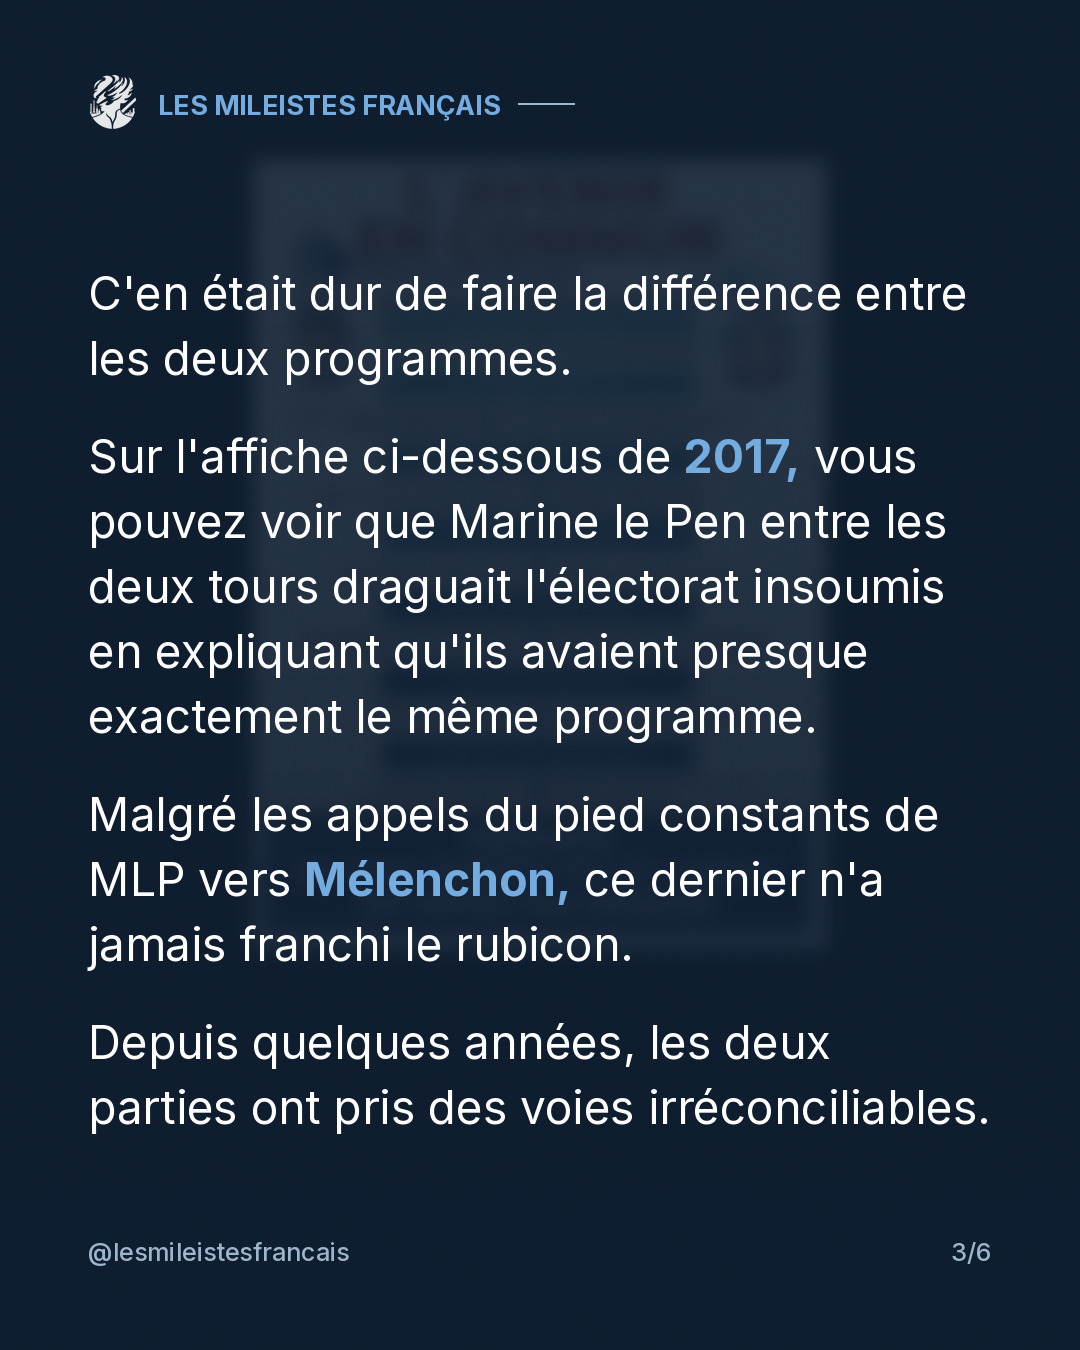 LES MILEISTES FRANÇAIS
C'en était dur de faire la différence entre
les deux programmes.
Sur l'affiche ci-dessous de 2017, vous
pouvez voir que Marine le Pen entre les
deux tours draguait l'électorat insoumis
en expliquant qu'ils avaient presque
exactement le même programme.
Malgré les appels du pied constants de
MLP vers Mélenchon, ce dernier n'a
jamais franchi le rubicon.
Depuis quelques années, les deux
parties ont pris des voies irréconciliables.
@lesmileistesfrancais
3/6